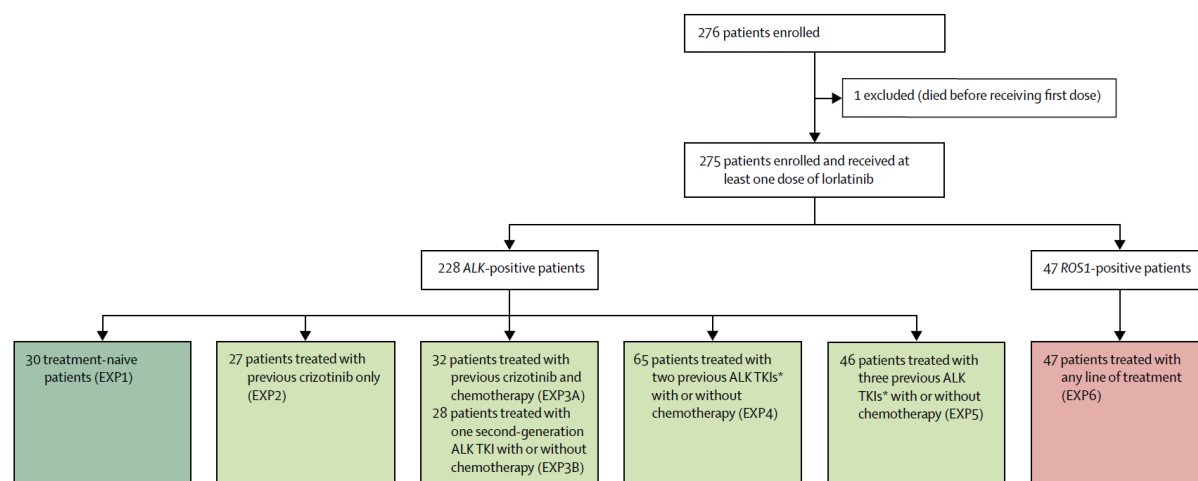 276 patients enrolled
1 excluded (died before receiving first dose)
275 patients enrolled and received at
least one dose of lorlatinib
228 ALK-positive patients
47 ROS1-positive patients
30 treatment-naive
patients (EXP1)
27 patients treated with
previous crizotinib only
(EXP2)
32 patients treated with
previous crizotinib and
chemotherapy (EXP3A)
28 patients treated with
one second-generation
ALK TKI with or without
chemotherapy (EXP3B)
65 patients treated with
two previous ALK TKIs*
with or without
chemotherapy (EXP4)
46 patients treated with
three previous ALK
TKIs* with or without
chemotherapy (EXP5)
47 patients treated with
any line of treatment
(EXP6)